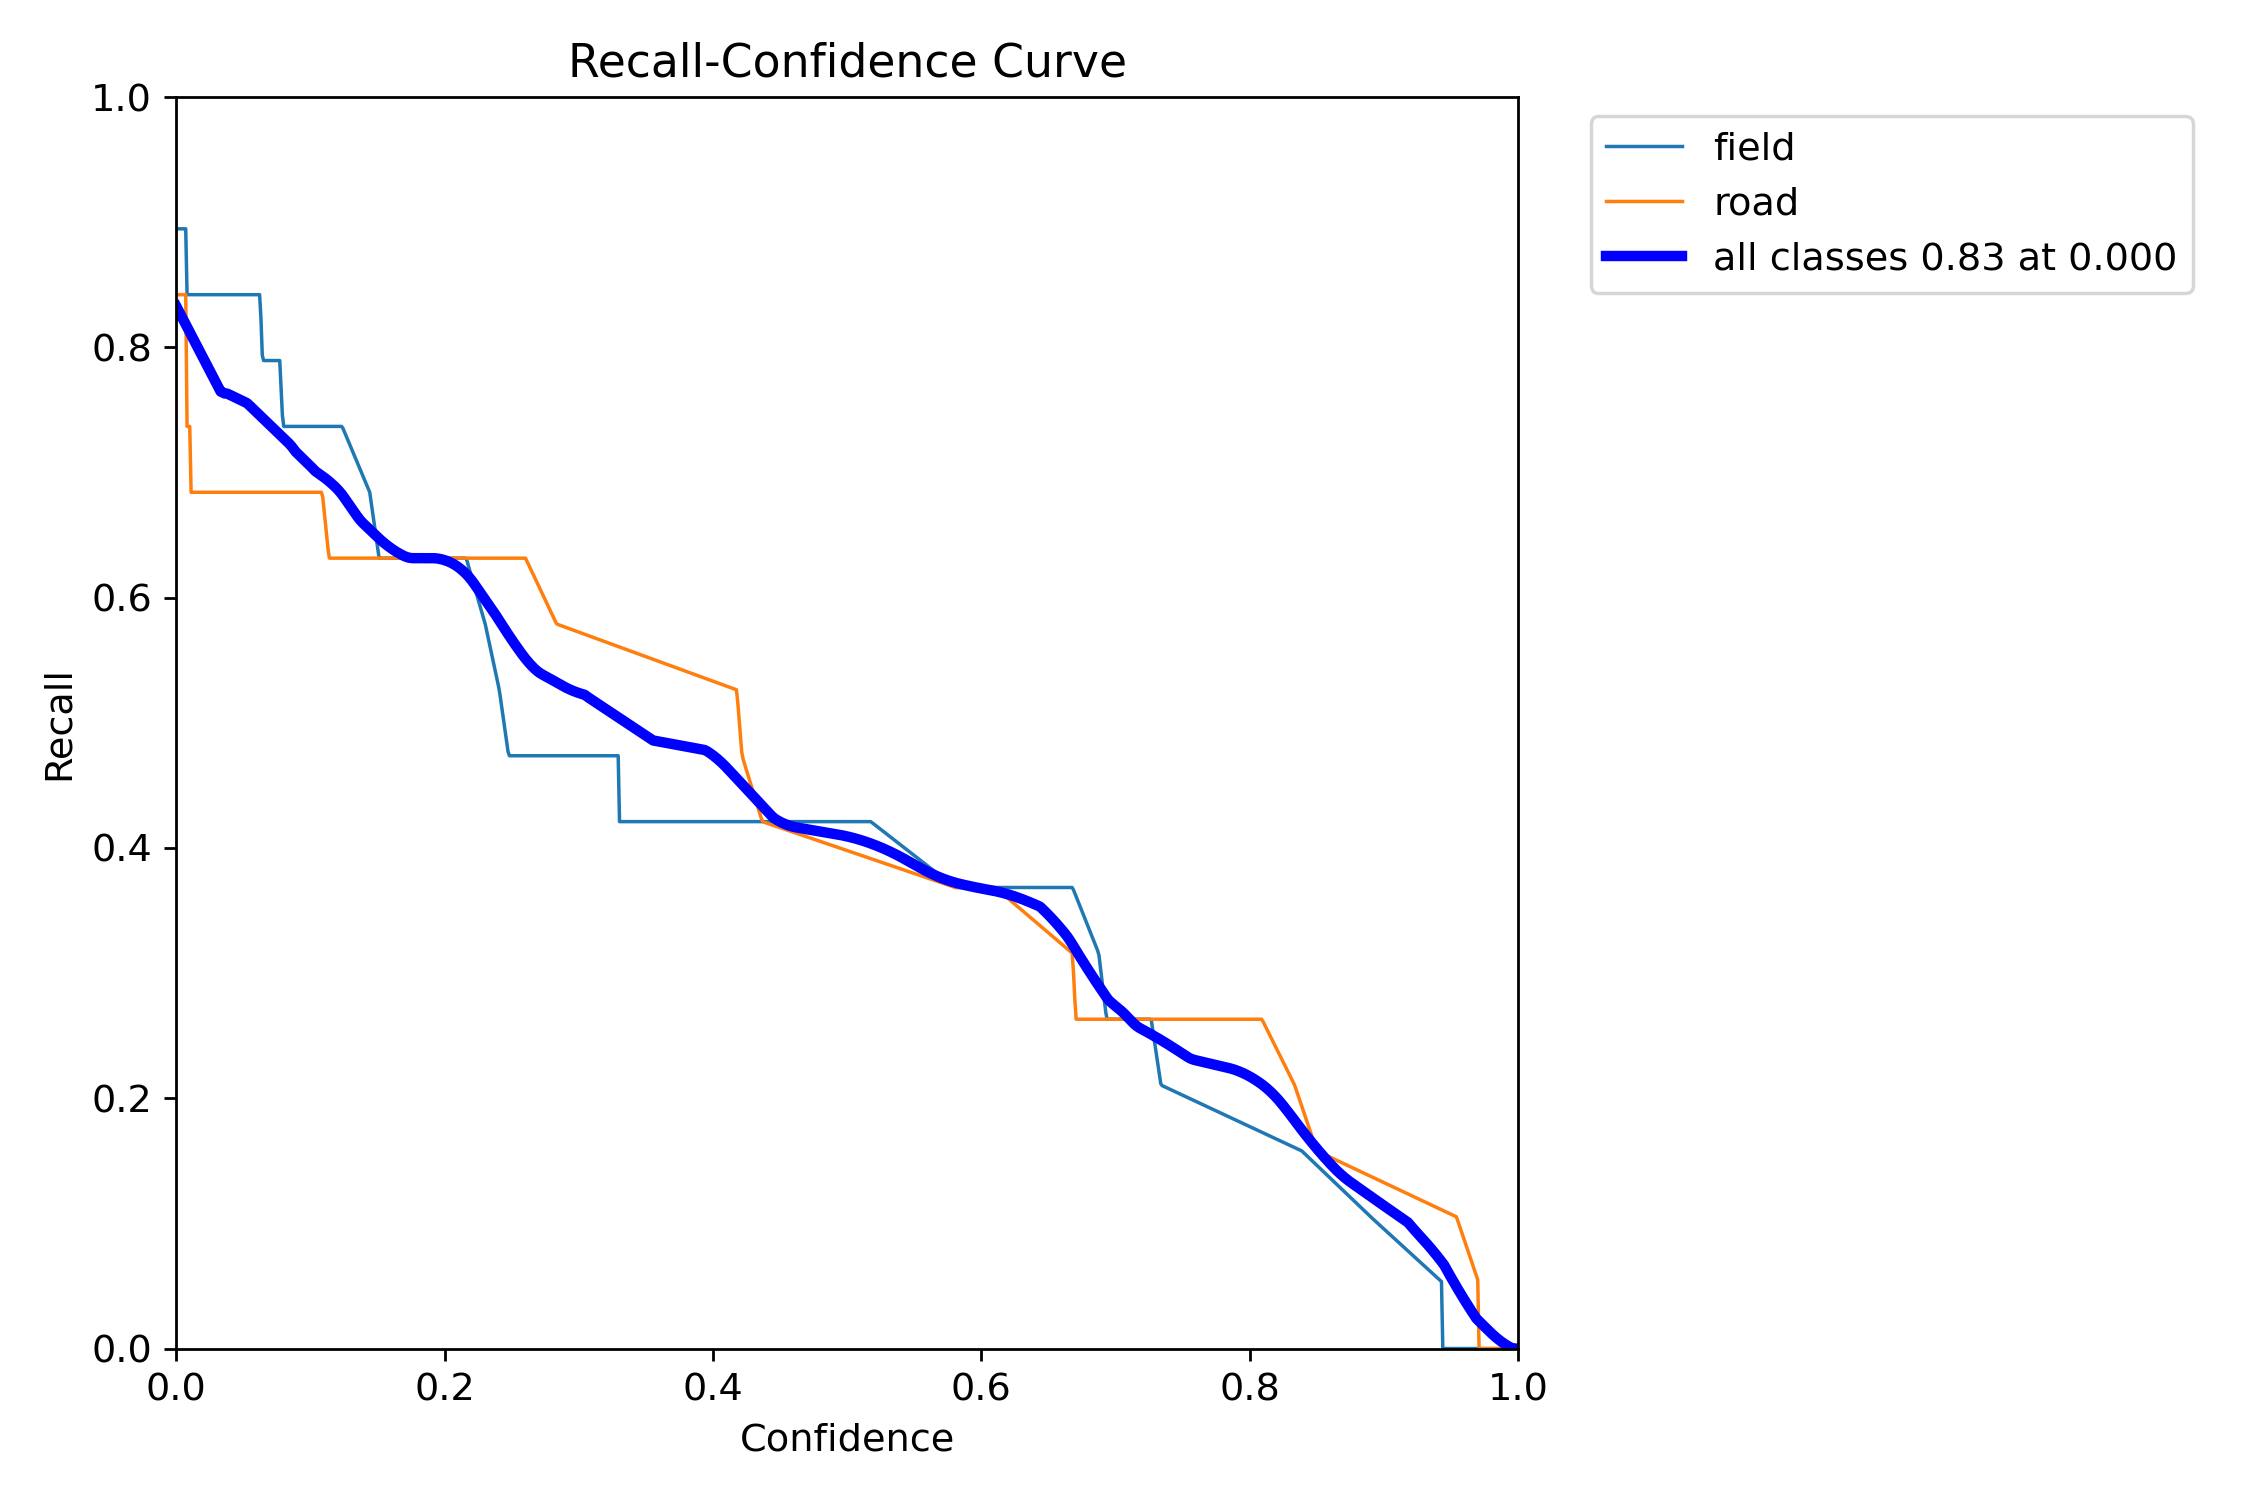 Recall-Confidence Curve
1.0
0.8
0.6
0.4
0.2
0.0
Recall
0.0 0.2 0.4 0.6 0.8 1.0
Confidence
field
road
all classes 0.83 at 0.000